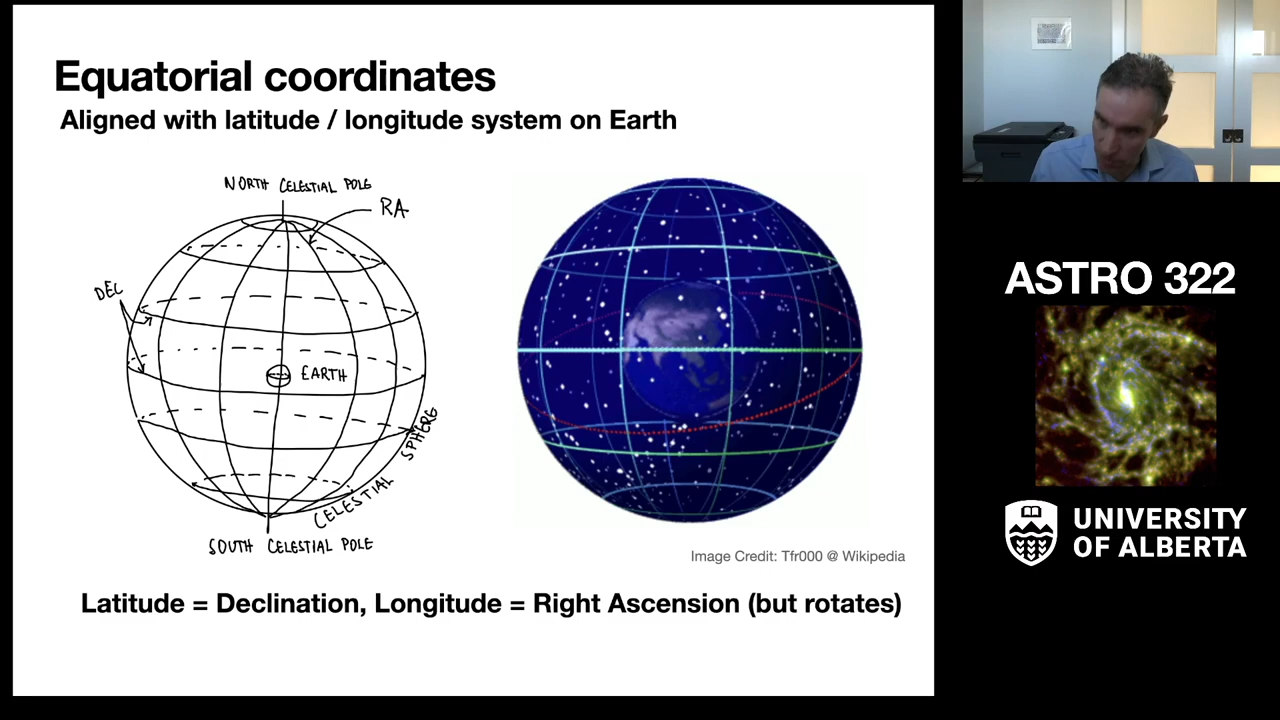 Equatorial coordinates
Aligned with latitude / longitude system on Earth
NORTH CELESTIAL POLE
RA
DEC
EARTH
CELESTIAL SPHERE
SOUTH CELESTIAL POLE
Image Credit: Tfr000 @ Wikipedia
Latitude = Declination, Longitude = Right Ascension (but rotates)
ASTRO 322
UNIVERSITY
OF ALBERTA